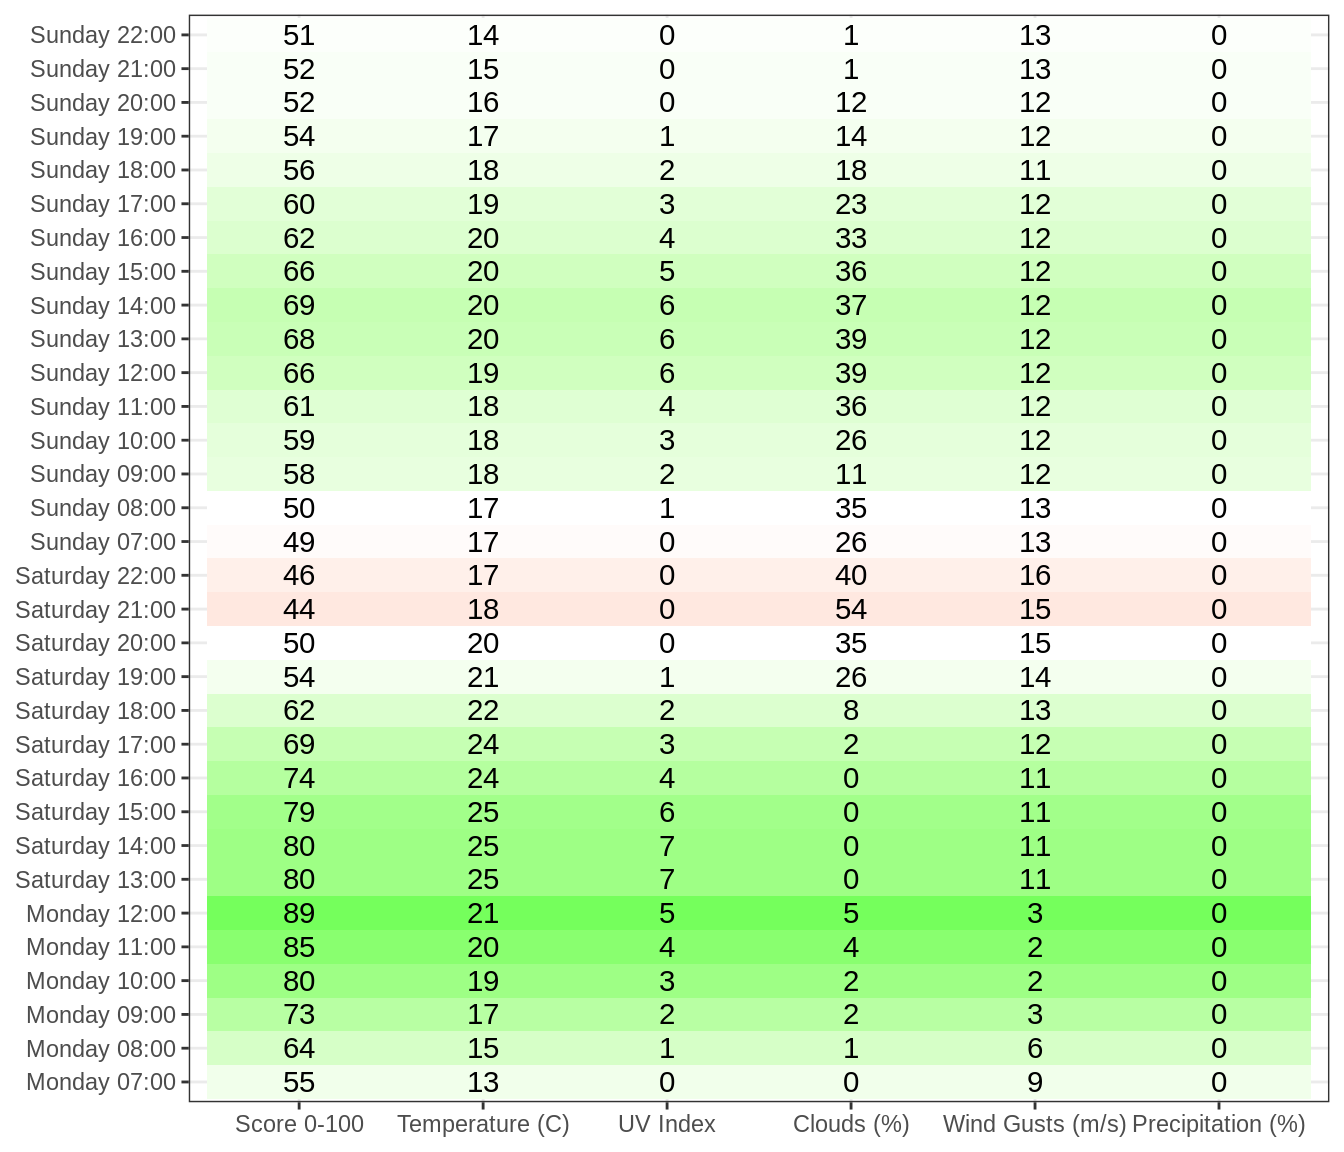 Sunday 22:00 51 14 0 1 13 0
Sunday 21:00 52 15 0 1 13 0
Sunday 20:00 52 16 0 12 12 0
Sunday 19:00 54 17 1 14 12 0
Sunday 18:00 56 18 2 18 11 0
Sunday 17:00 60 19 3 23 12 0
Sunday 16:00 62 20 4 33 12 0
Sunday 15:00 66 20 5 36 12 0
Sunday 14:00 69 20 6 37 12 0
Sunday 13:00 68 20 6 39 12 0
Sunday 12:00 66 19 6 39 12 0
Sunday 11:00 61 18 4 36 12 0
Sunday 10:00 59 18 3 26 12 0
Sunday 09:00 58 18 2 11 12 0
Sunday 08:00 50 17 1 35 13 0
Sunday 07:00 49 17 0 26 13 0
Saturday 22:00 46 17 0 40 16 0
Saturday 21:00 44 18 0 54 15 0
Saturday 20:00 50 20 0 35 15 0
Saturday 19:00 54 21 1 26 14 0
Saturday 18:00 62 22 2 8 13 0
Saturday 17:00 69 24 3 2 12 0
Saturday 16:00 74 24 4 0 11 0
Saturday 15:00 79 25 6 0 11 0
Saturday 14:00 80 25 7 0 11 0
Saturday 13:00 80 25 7 0 11 0
Monday 12:00 89 21 5 5 3 0
Monday 11:00 85 20 4 4 2 0
Monday 10:00 80 19 3 2 2 0
Monday 09:00 73 17 2 2 3 0
Monday 08:00 64 15 1 1 6 0
Monday 07:00 55 13 0 0 9 0
Score 0-100 Temperature (C) UV Index Clouds (%) Wind Gusts (m/s) Precipitation (%)